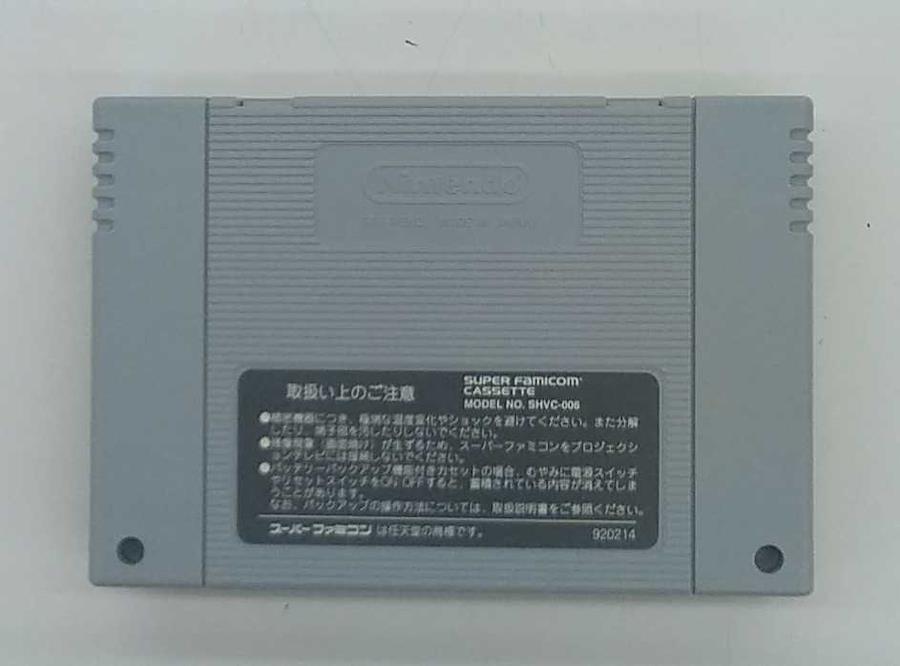 Nintendo
MADE IN JAPAN
取扱い上のご注意
SUPER FAMICOM
CASSETTE
MODEL NO. SHVC-006
●精密機器につき、極端な温度変化やショックを避けてください。また分解
したり、端子部を汚したりしないでください。
●残像現象（画面焼け）が生ずるため、スーパーファミコンをプロジェクシ
ョンテレビには接続しないでください。
●バッテリーバックアップ機能付きカセットの場合、むやみに電源スイッチ
やリセットスイッチをON OFFすると、蓄積されている内容が消えてしま
うことがあります。
なお、バックアップの操作方法については、取扱説明書をご参照ください。
スーパーファミコン は任天堂の商標です。
920214